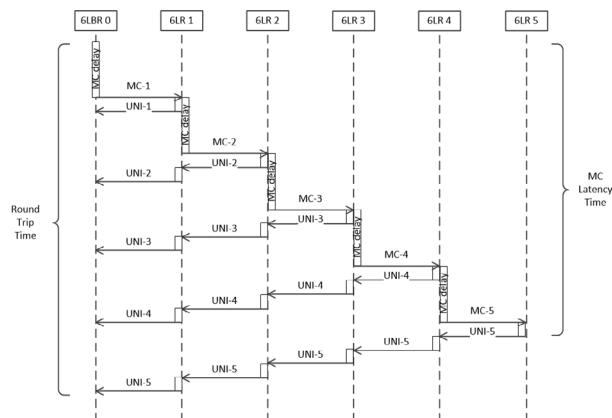 6LBR 0 6LR 1 6LR 2 6LR 3 6LR 4 6LR 5
MC delay
MC-1
UNI-1
MC delay
MC-2
UNI-2
UNI-2
MC delay
MC-3
UNI-3
UNI-3
UNI-3
MC delay
MC-4
UNI-4
UNI-4
UNI-4
UNI-4
MC delay
MC-5
UNI-5
UNI-5
UNI-5
UNI-5
UNI-5
Round
Trip
Time
MC
Latency
Time